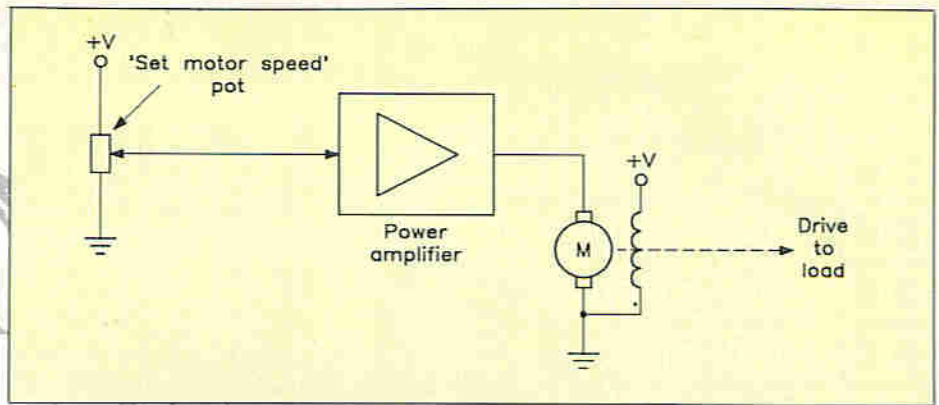 +V
'Set motor speed'
pot
Power
amplifier
+V
M
Drive
to
load